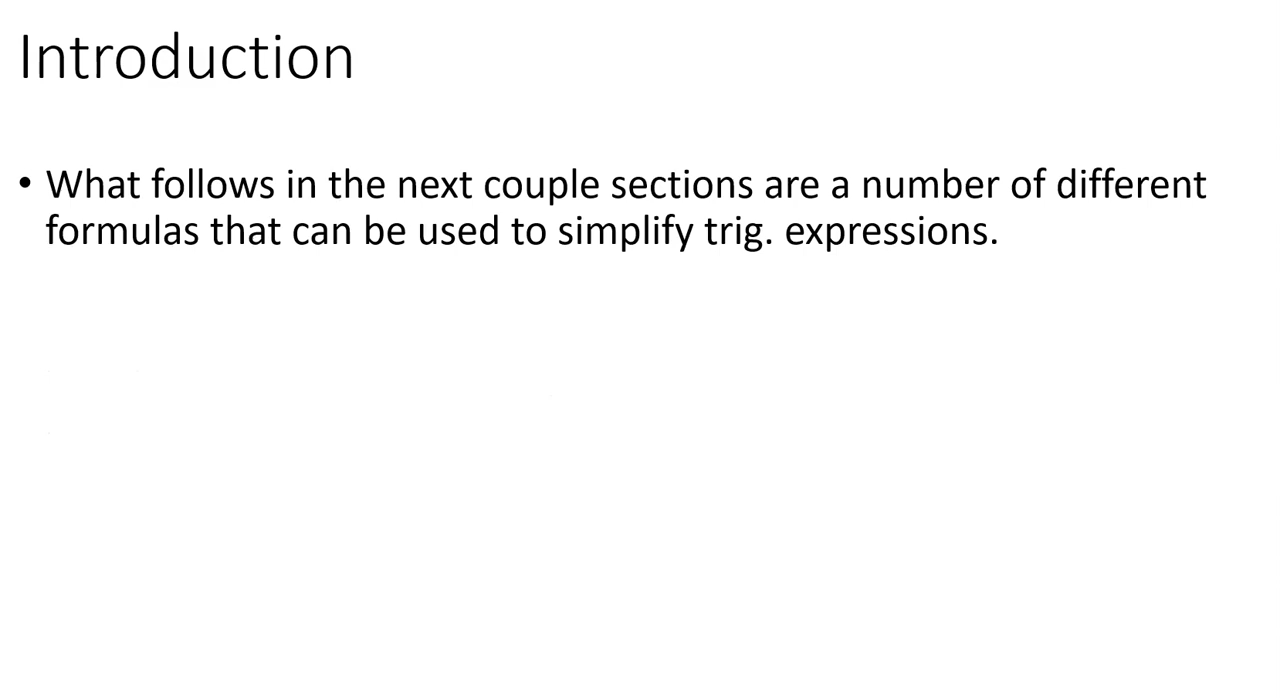 Introduction
• What follows in the next couple sections are a number of different
formulas that can be used to simplify trig. expressions.